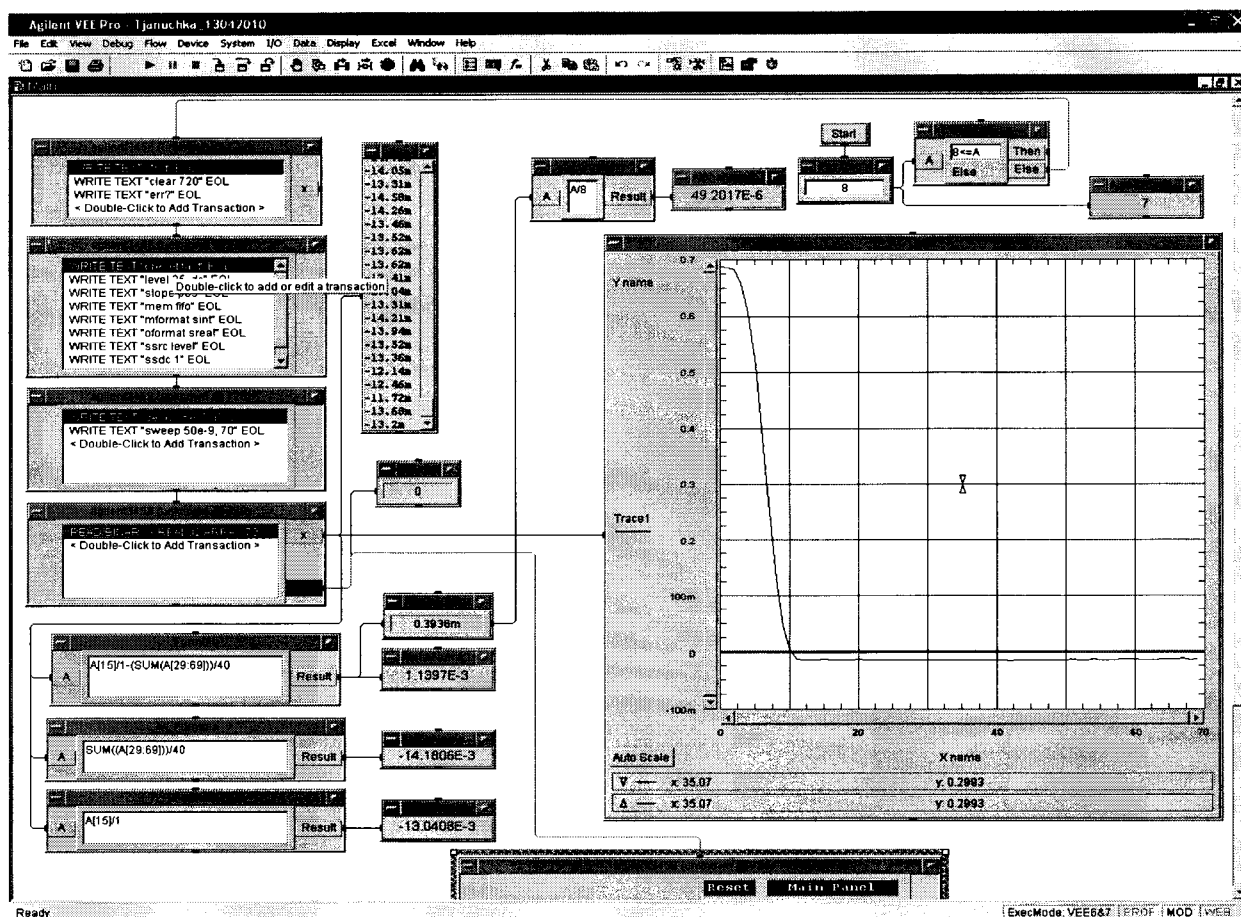 Agilent VEE Pro - Tjanuchka_13042010
File Edit View Debug Flow Device System I/O Data Display Excel Window Help
Main
WRITE TEXT "clear 720" EOL
WRITE TEXT "err?" EOL
< Double-Click to Add Transaction >
X
WRITE TEXT
WRITE TEXT "level
Double-click to add or edit a transaction
WRITE TEXT "slope pos" EOL
WRITE TEXT "mem fifo" EOL
WRITE TEXT "mformat sint" EOL
WRITE TEXT "oformat sreal" EOL
WRITE TEXT "ssrc level" EOL
WRITE TEXT "ssdc 1" EOL
WRITE TEXT "sweep 50e-9, 70" EOL
< Double-Click to Add Transaction >
< Double-Click to Add Transaction >
X
-14.05m
-13.31m
-14.58m
-14.26m
-13.46m
-13.52m
-13.62m
-13.62m
-13.31m
-14.21m
-13.94m
-13.52m
-13.36m
-12.14m
-12.46m
-11.72m
-13.68m
-13.2m
0
A
A/8
Result
49.2017E-6
Start
8
A
8<=A
Then
Else
Else
7
Y name
0.7
0.6
0.5
0.4
0.3
0.2
100m
0
-100m
Trace1
0 20 40 60 70
Auto Scale
X name
x: 35.07 y: 0.2993
x: 35.07 y: 0.2993
0.3936m
A
A[15]/1-(SUM(A[29:69]))/40
Result
1.1397E-3
A
SUM((A[29:69]))/40
Result
-14.1806E-3
A
A[15]/1
Result
-13.0408E-3
Reset Main Panel
Ready
ExecMode: VEE6&7 PROF MOD WEB